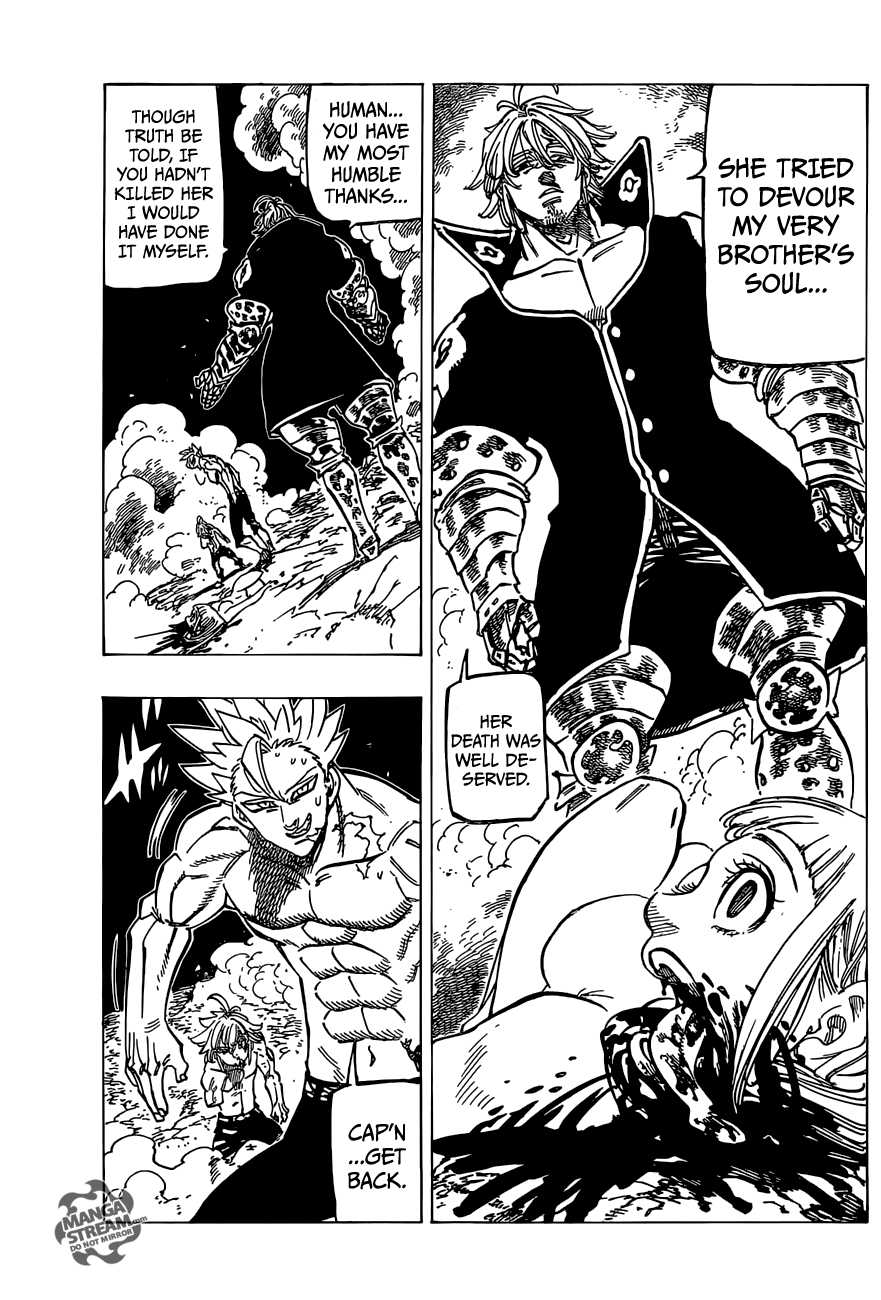 SHE TRIED
TO DEVOUR
MY VERY
BROTHER'S
SOUL...
HER
DEATH WAS
WELL DE-
SERVED.
HUMAN...
YOU HAVE
MY MOST
HUMBLE
THANKS...
THOUGH
TRUTH BE
TOLD, IF
YOU HADN'T
KILLED HER
I WOULD
HAVE DONE
IT MYSELF.
CAP'N
...GET
BACK.
MANGA
STREAM.com
DO NOT MIRROR